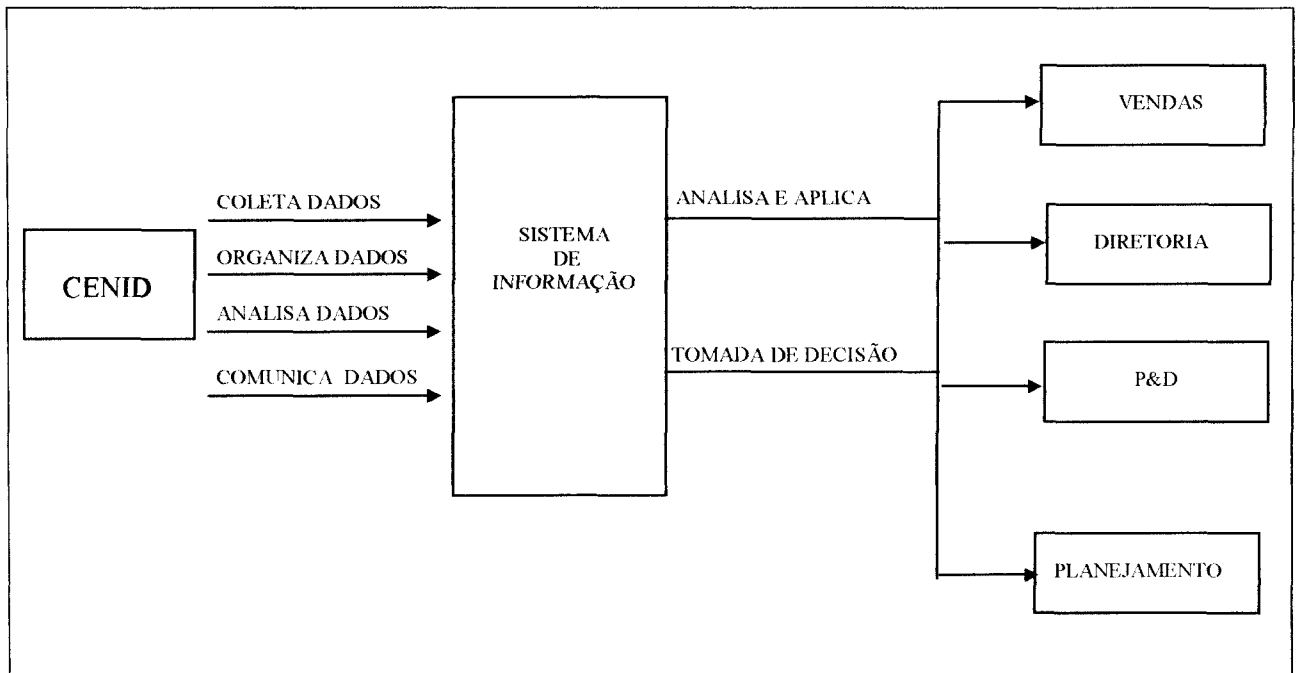 CENID
COLETA DADOS
ORGANIZA DADOS
ANALISA DADOS
COMUNICA DADOS
SISTEMA
DE
INFORMAÇÃO
ANALISA E APLICA
TOMADA DE DECISÃO
VENDAS
DIRETORIA
P&D
PLANEJAMENTO